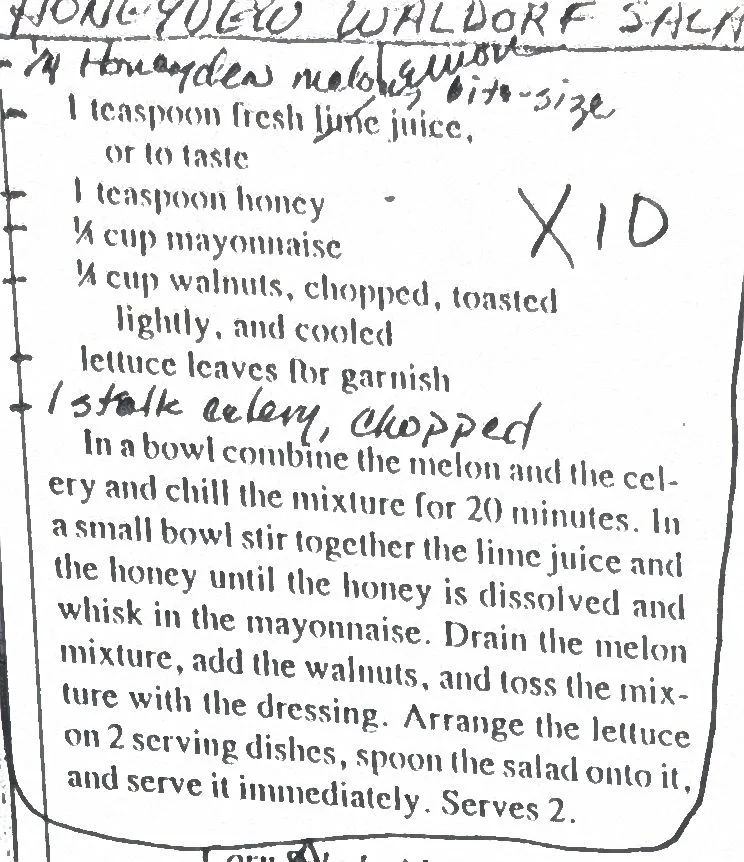 HONEYDEW WALDORF SALA
1/4 Honeydew melon, bite-size
lemon
1 teaspoon fresh lime juice,
or to taste
1 teaspoon honey
X10
¼ cup mayonnaise
¼ cup walnuts, chopped, toasted
lightly, and cooled
lettuce leaves for garnish
1 stalk celery, chopped
In a bowl combine the melon and the cel-
ery and chill the mixture for 20 minutes. In
a small bowl stir together the lime juice and
the honey until the honey is dissolved and
whisk in the mayonnaise. Drain the melon
mixture, add the walnuts, and toss the mix-
ture with the dressing. Arrange the lettuce
on 2 serving dishes, spoon the salad onto it,
and serve it immediately. Serves 2.